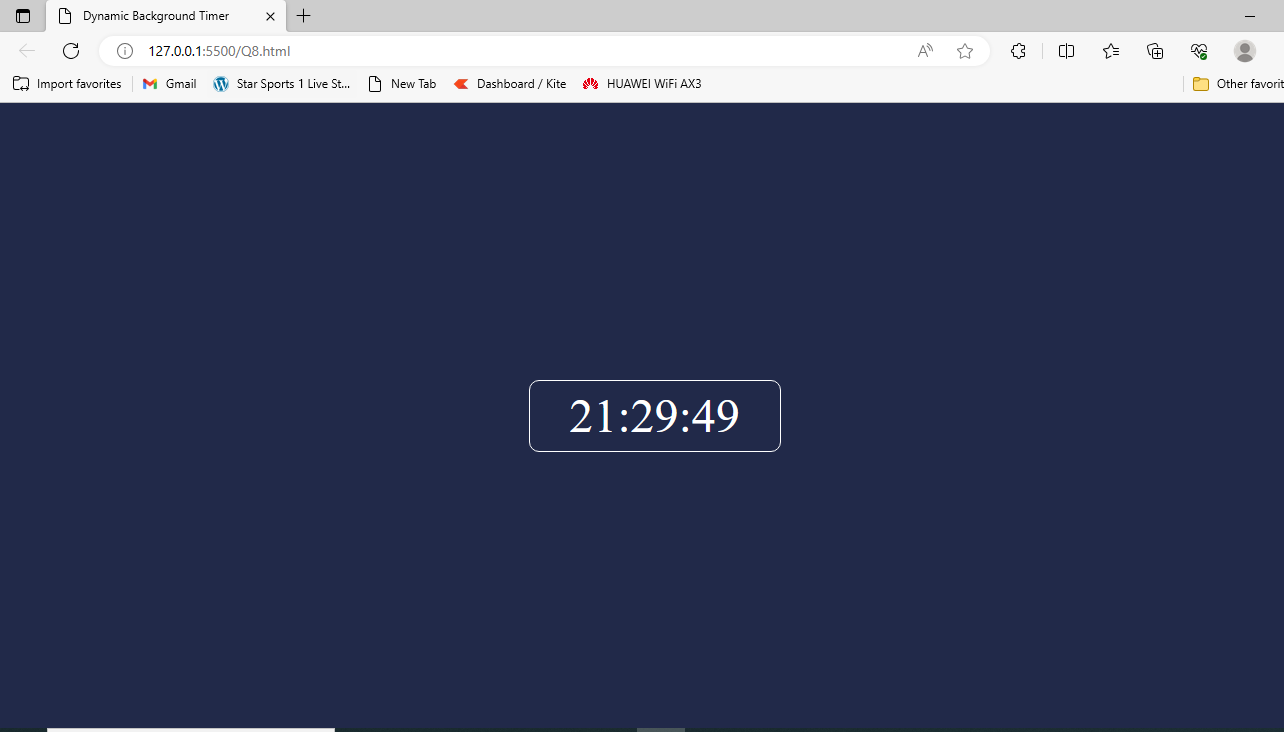 Dynamic Background Timer
127.0.0.1:5500/Q8.html
Import favorites Gmail Star Sports 1 Live St... New Tab Dashboard / Kite HUAWEI WiFi AX3 Other favorit
21:29:49